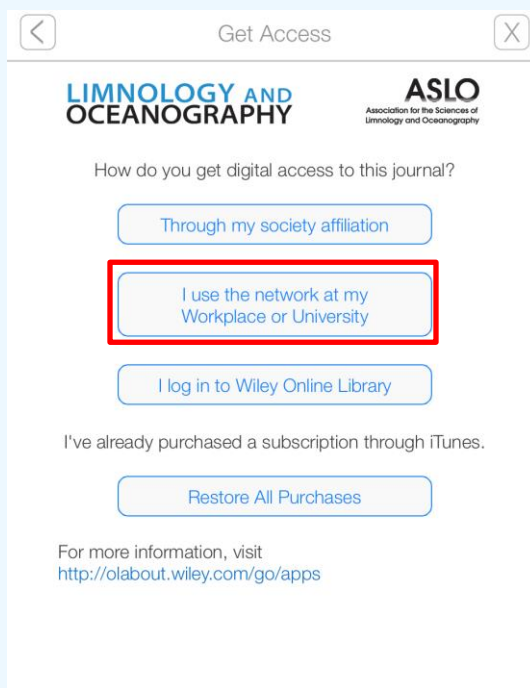 Get Access
X
LIMNOLOGY AND
OCEANOGRAPHY
ASLO
Association for the Sciences of
Limnology and Oceanography
How do you get digital access to this journal?
Through my society affiliation
I use the network at my
Workplace or University
I log in to Wiley Online Library
I've already purchased a subscription through iTunes.
Restore All Purchases
For more information, visit
http://olabout.wiley.com/go/apps